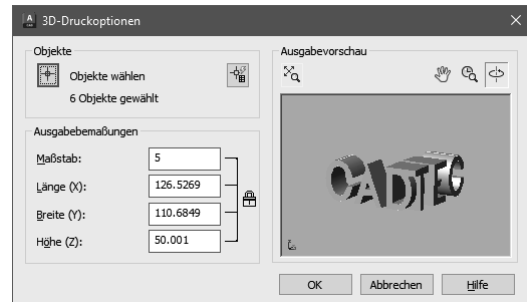 3D-Druckoptionen
Objekte
Objekte wählen
6 Objekte gewählt
Ausgabebemaßungen
Maßstab: 5
Länge (X): 126.5269
Breite (Y): 110.6849
Höhe (Z): 50.001
Ausgabevorschau
CADTEC
OK Abbrechen Hilfe